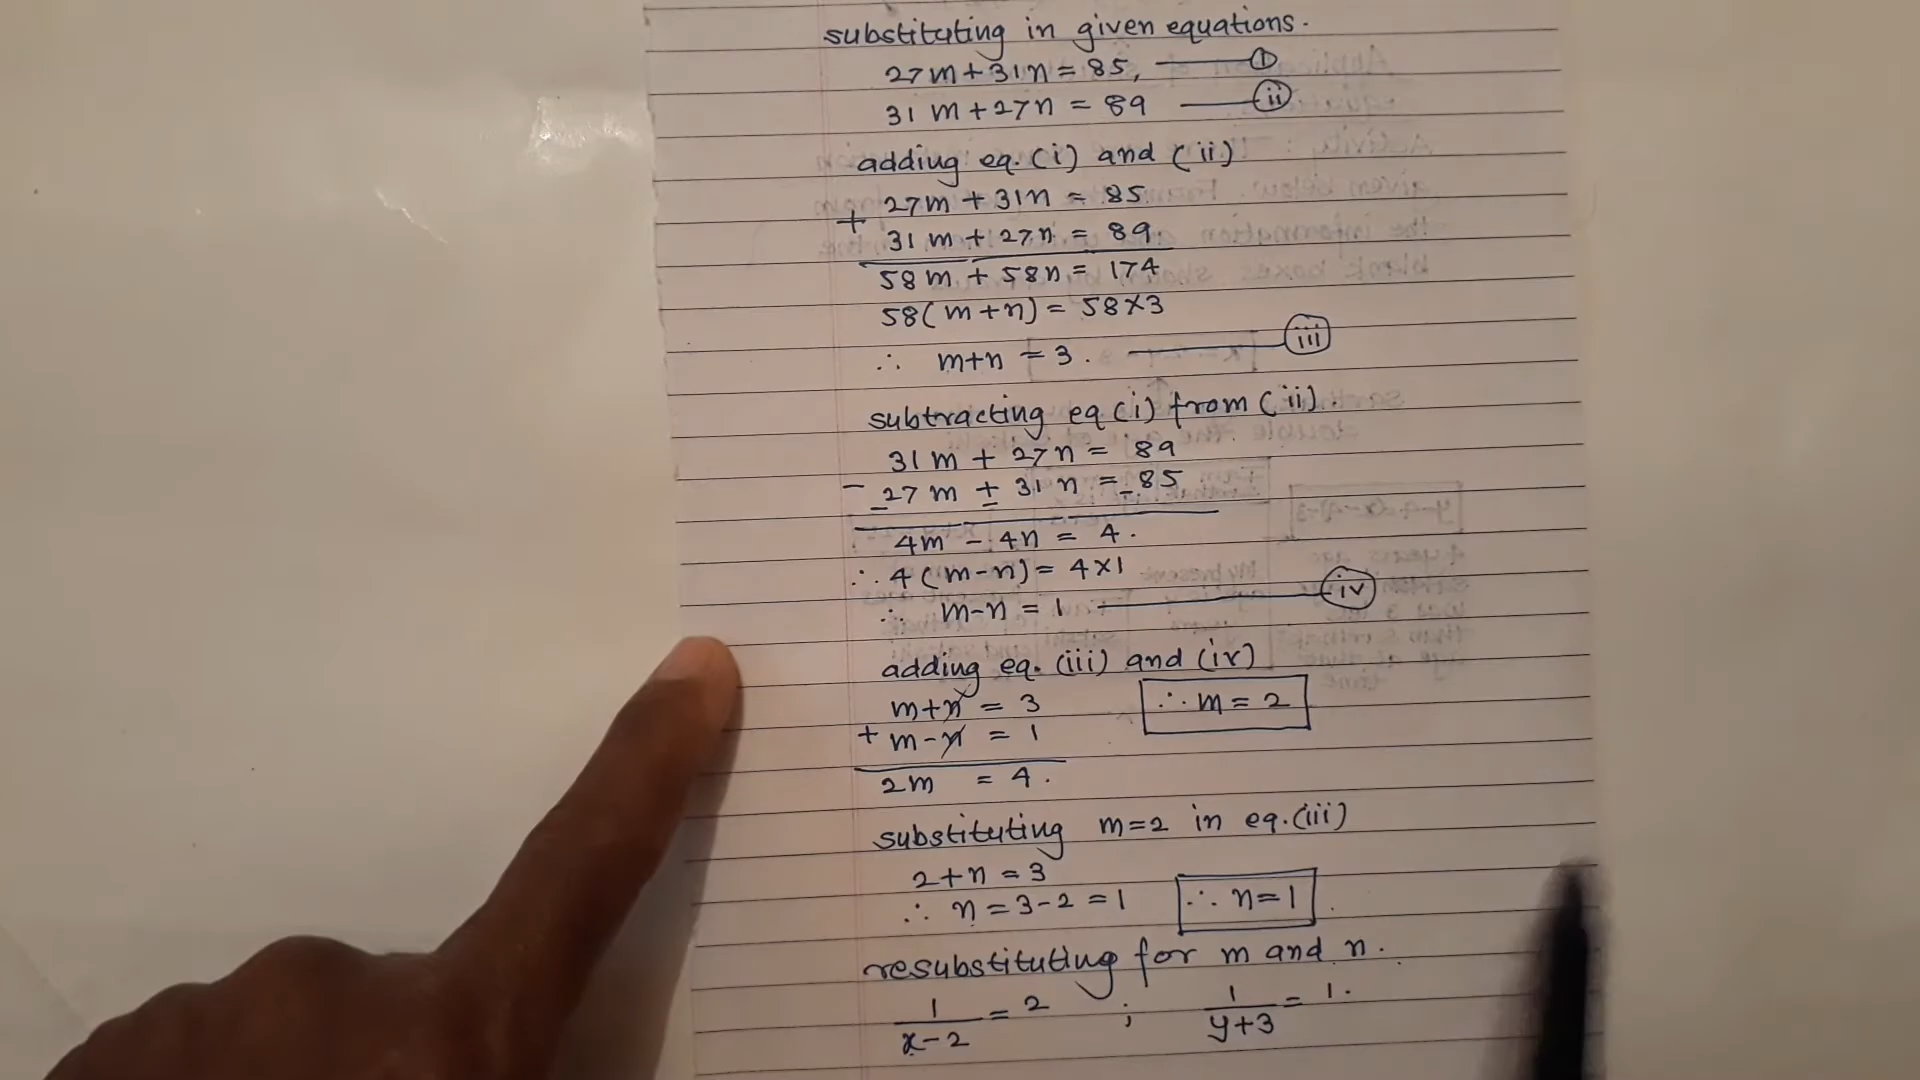 substituting in given equations.
27m + 31n = 85, ——— (i)
31m + 27n = 89 ——— (ii)
adding eq. (i) and (ii)
27m + 31n = 85
+ 31m + 27n = 89
58m + 58n = 174
58(m+n) = 58×3
∴ m+n = 3. ——— (iii)
subtracting eq (i) from (ii).
31m + 27n = 89
- 27m ± 31n = -85
4m - 4n = 4.
∴ 4(m-n) = 4×1
∴ m-n = 1 ——— (iv)
adding eq. (iii) and (iv)
m+n = 3 ∴ m = 2
+ m-n = 1
2m = 4.
substituting m=2 in eq.(iii)
2+n = 3
∴ n = 3-2 = 1 ∴ n=1
resubstituting for m and n.
1/(x-2) = 2 ; 1/(y+3) = 1.